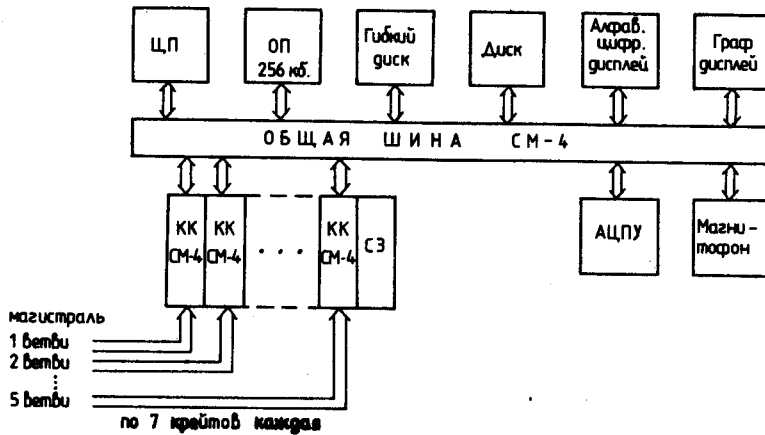 ЦП
ОП
256 кб.
Гибкий
диск
Диск
Алфав.
цифр.
дисплей
Граф
дисплей
ОБЩАЯ ШИНА СМ-4
КК
СМ-4
КК
СМ-4
. . .
КК
СМ-4
СЗ
АЦПУ
Магни-
тофон
магистраль
1 ветви
2 ветви
5 ветви
по 7 крейтов каждая